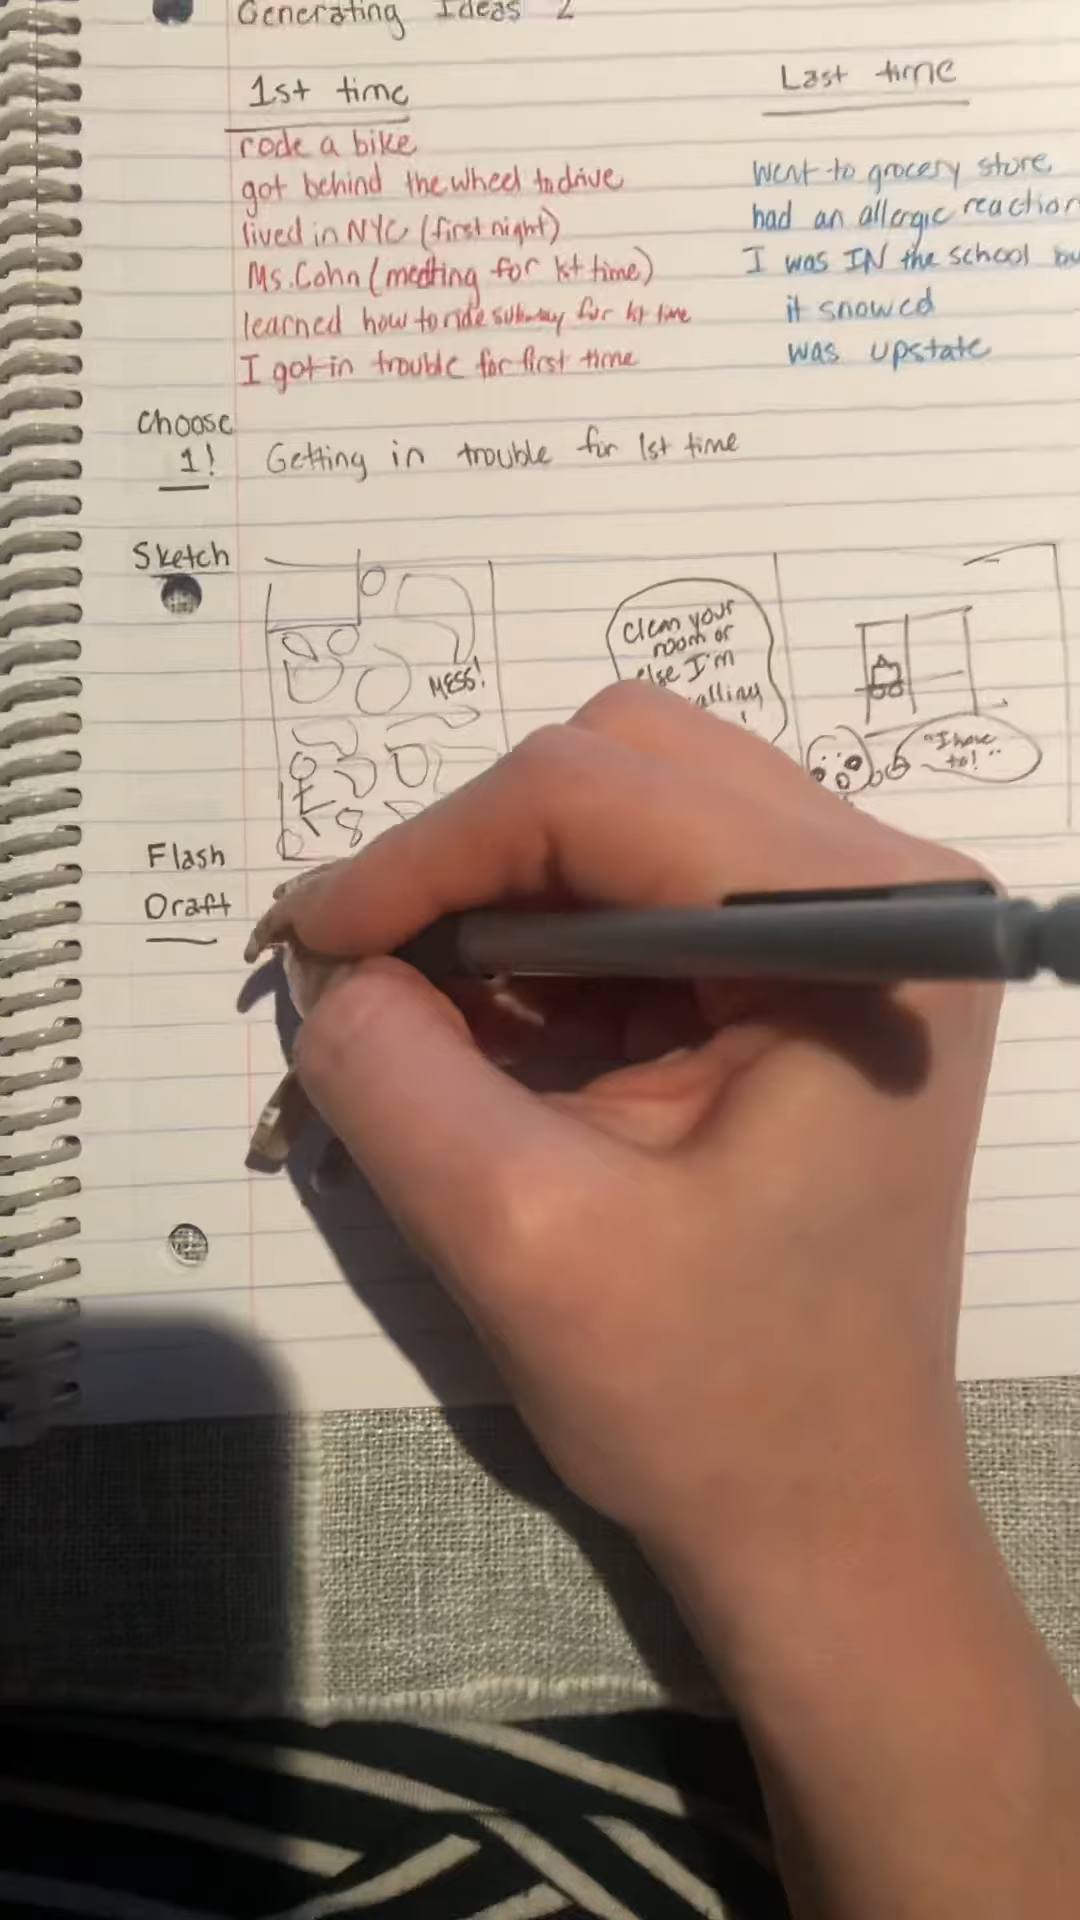 Generating Ideas 2
1st time
Last time
rode a bike
got behind the wheel to drive
lived in NYC (first night)
Ms. Cohn (meeting for 1st time)
learned how to ride subway for 1st time
I got in trouble for first time
Went to grocery store
had an allergic reaction
I was IN the school
it snowed
was upstate
Choose
1!
Getting in trouble for 1st time
Sketch
MESS!
Clean your
room or
else I'm
calling
"I have
to!"
Flash
Draft